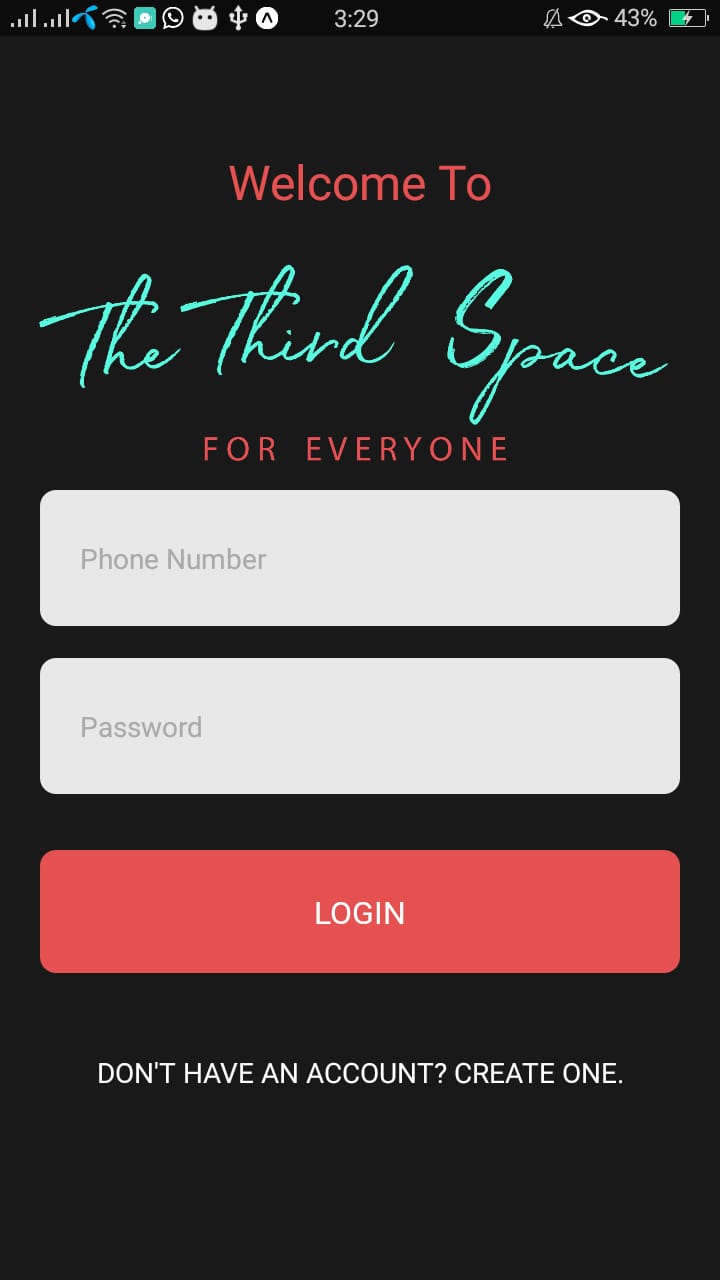 3:29
43%
Welcome To
The Third Space
FOR EVERYONE
Phone Number
Password
LOGIN
DON'T HAVE AN ACCOUNT? CREATE ONE.